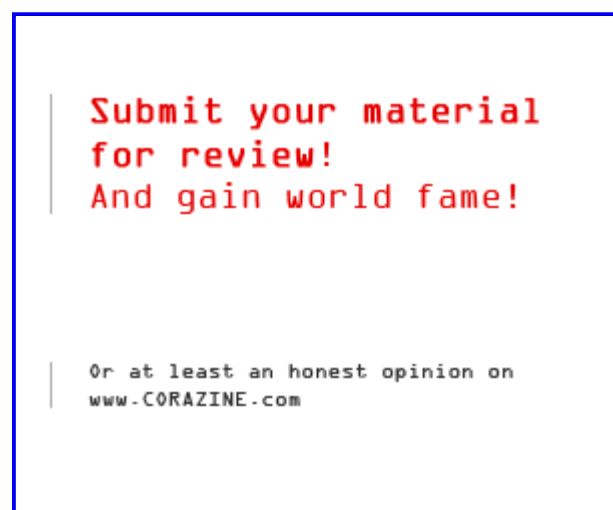 Submit your material
for review!
And gain world fame!
Or at least an honest opinion on
www.CORAZINE.com